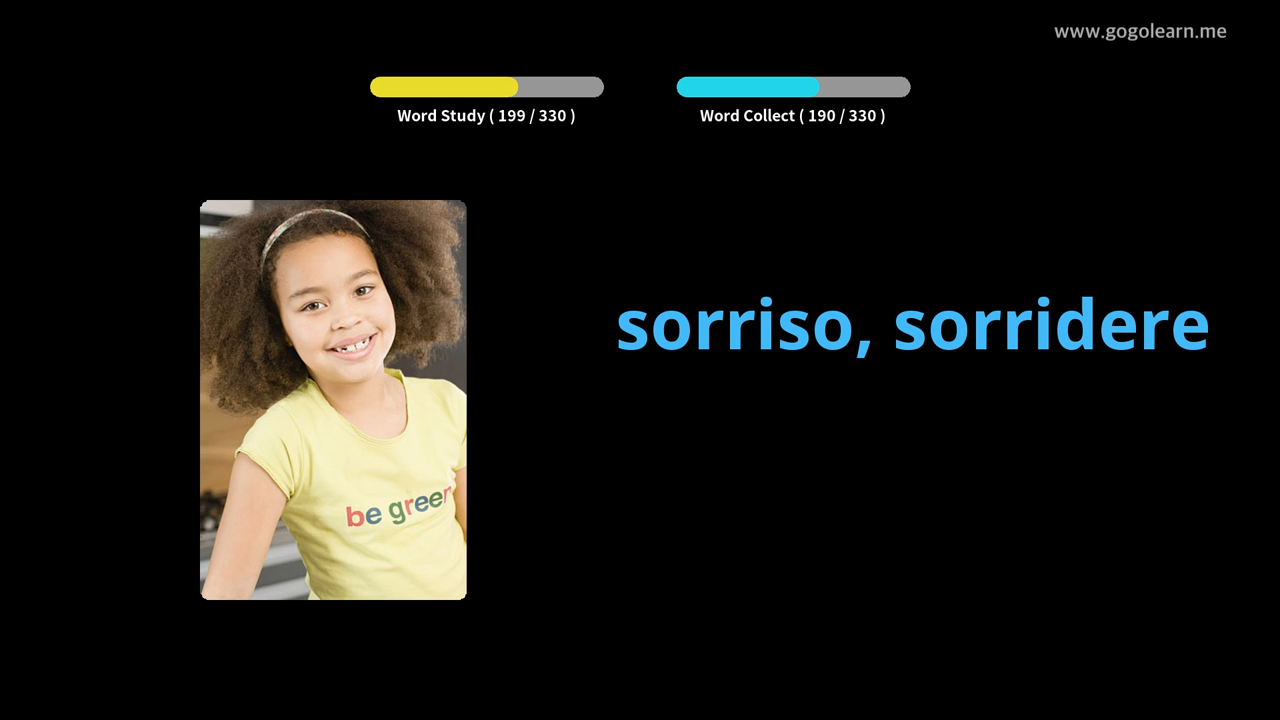 www.gogolearn.me
Word Study ( 199 / 330 )
Word Collect ( 190 / 330 )
sorriso, sorridere
be green